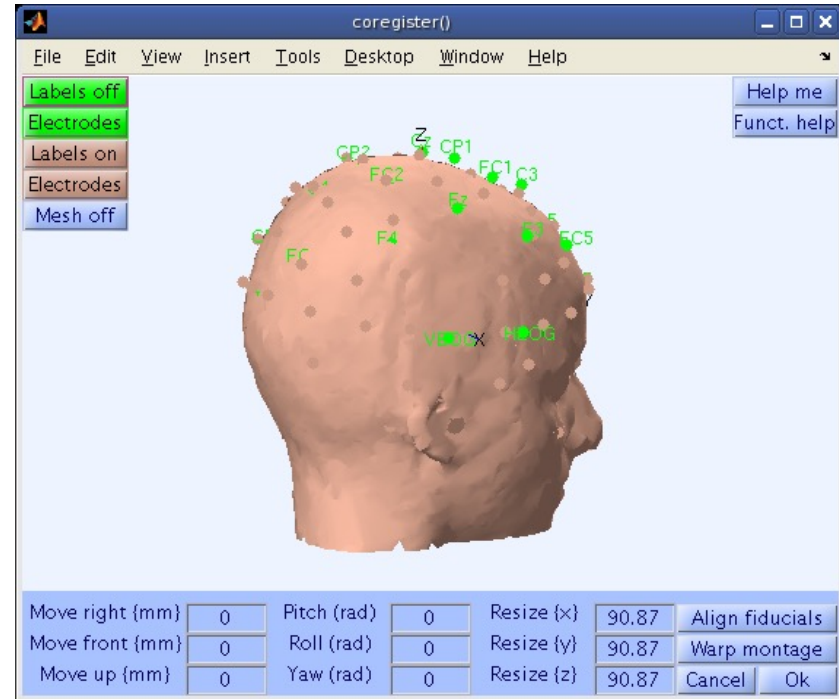 coregister()
File Edit View Insert Tools Desktop Window Help
Labels off
Electrodes
Labels on
Electrodes
Mesh off
Help me
Funct. help
Z
CP2 Cz CP1
FC2 FC1 C3
Fz
F4 F3 FC5
FC
X
Move right {mm} 0 Pitch (rad) 0 Resize {x} 90.87 Align fiducials
Move front {mm} 0 Roll (rad) 0 Resize {y} 90.87 Warp montage
Move up {mm} 0 Yaw (rad) 0 Resize {z} 90.87 Cancel Ok